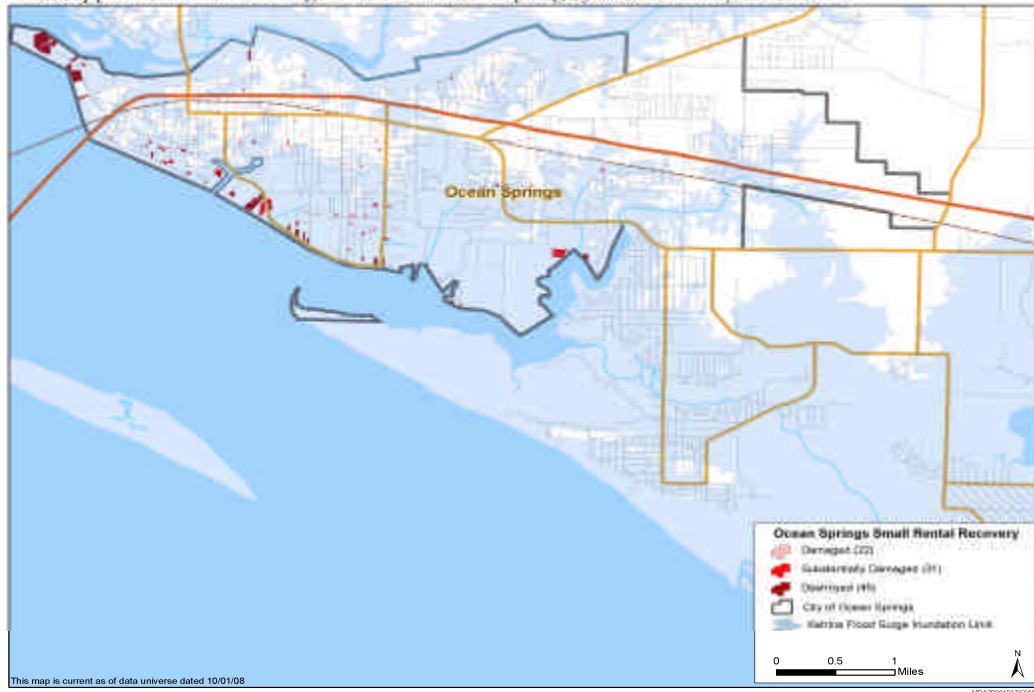 Ocean Springs
Ocean Springs Small Rental Recovery
Damaged (22)
Substantially Damaged (31)
Destroyed
City of Ocean Springs
Katrina Flood Surge Inundation Limit
N
0 0.5 1
Miles
This map is current as of data universe dated 10/01/08